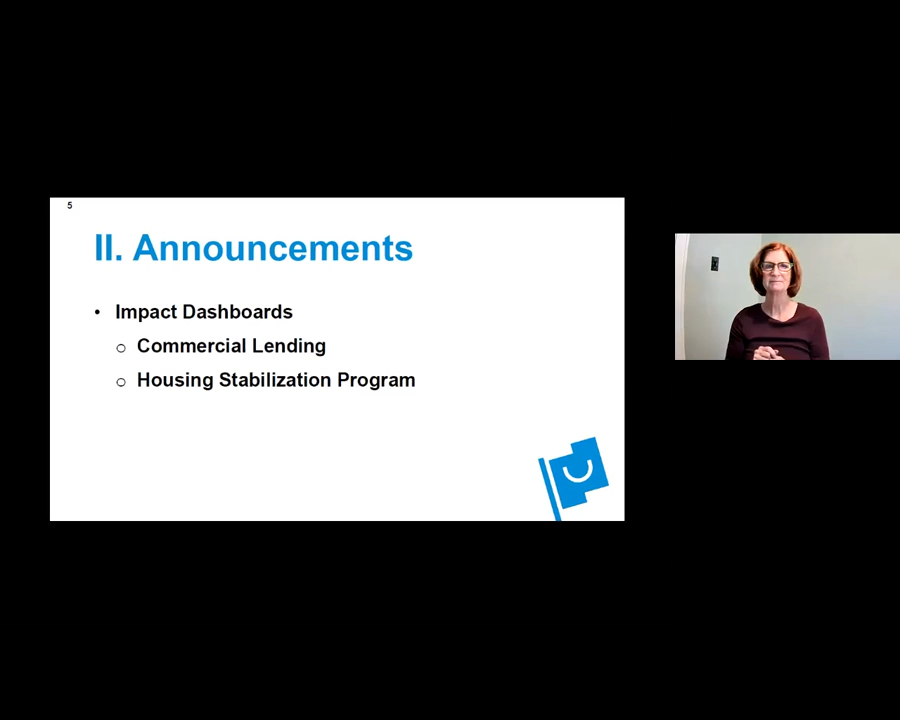 5
II. Announcements
• Impact Dashboards
o Commercial Lending
o Housing Stabilization Program